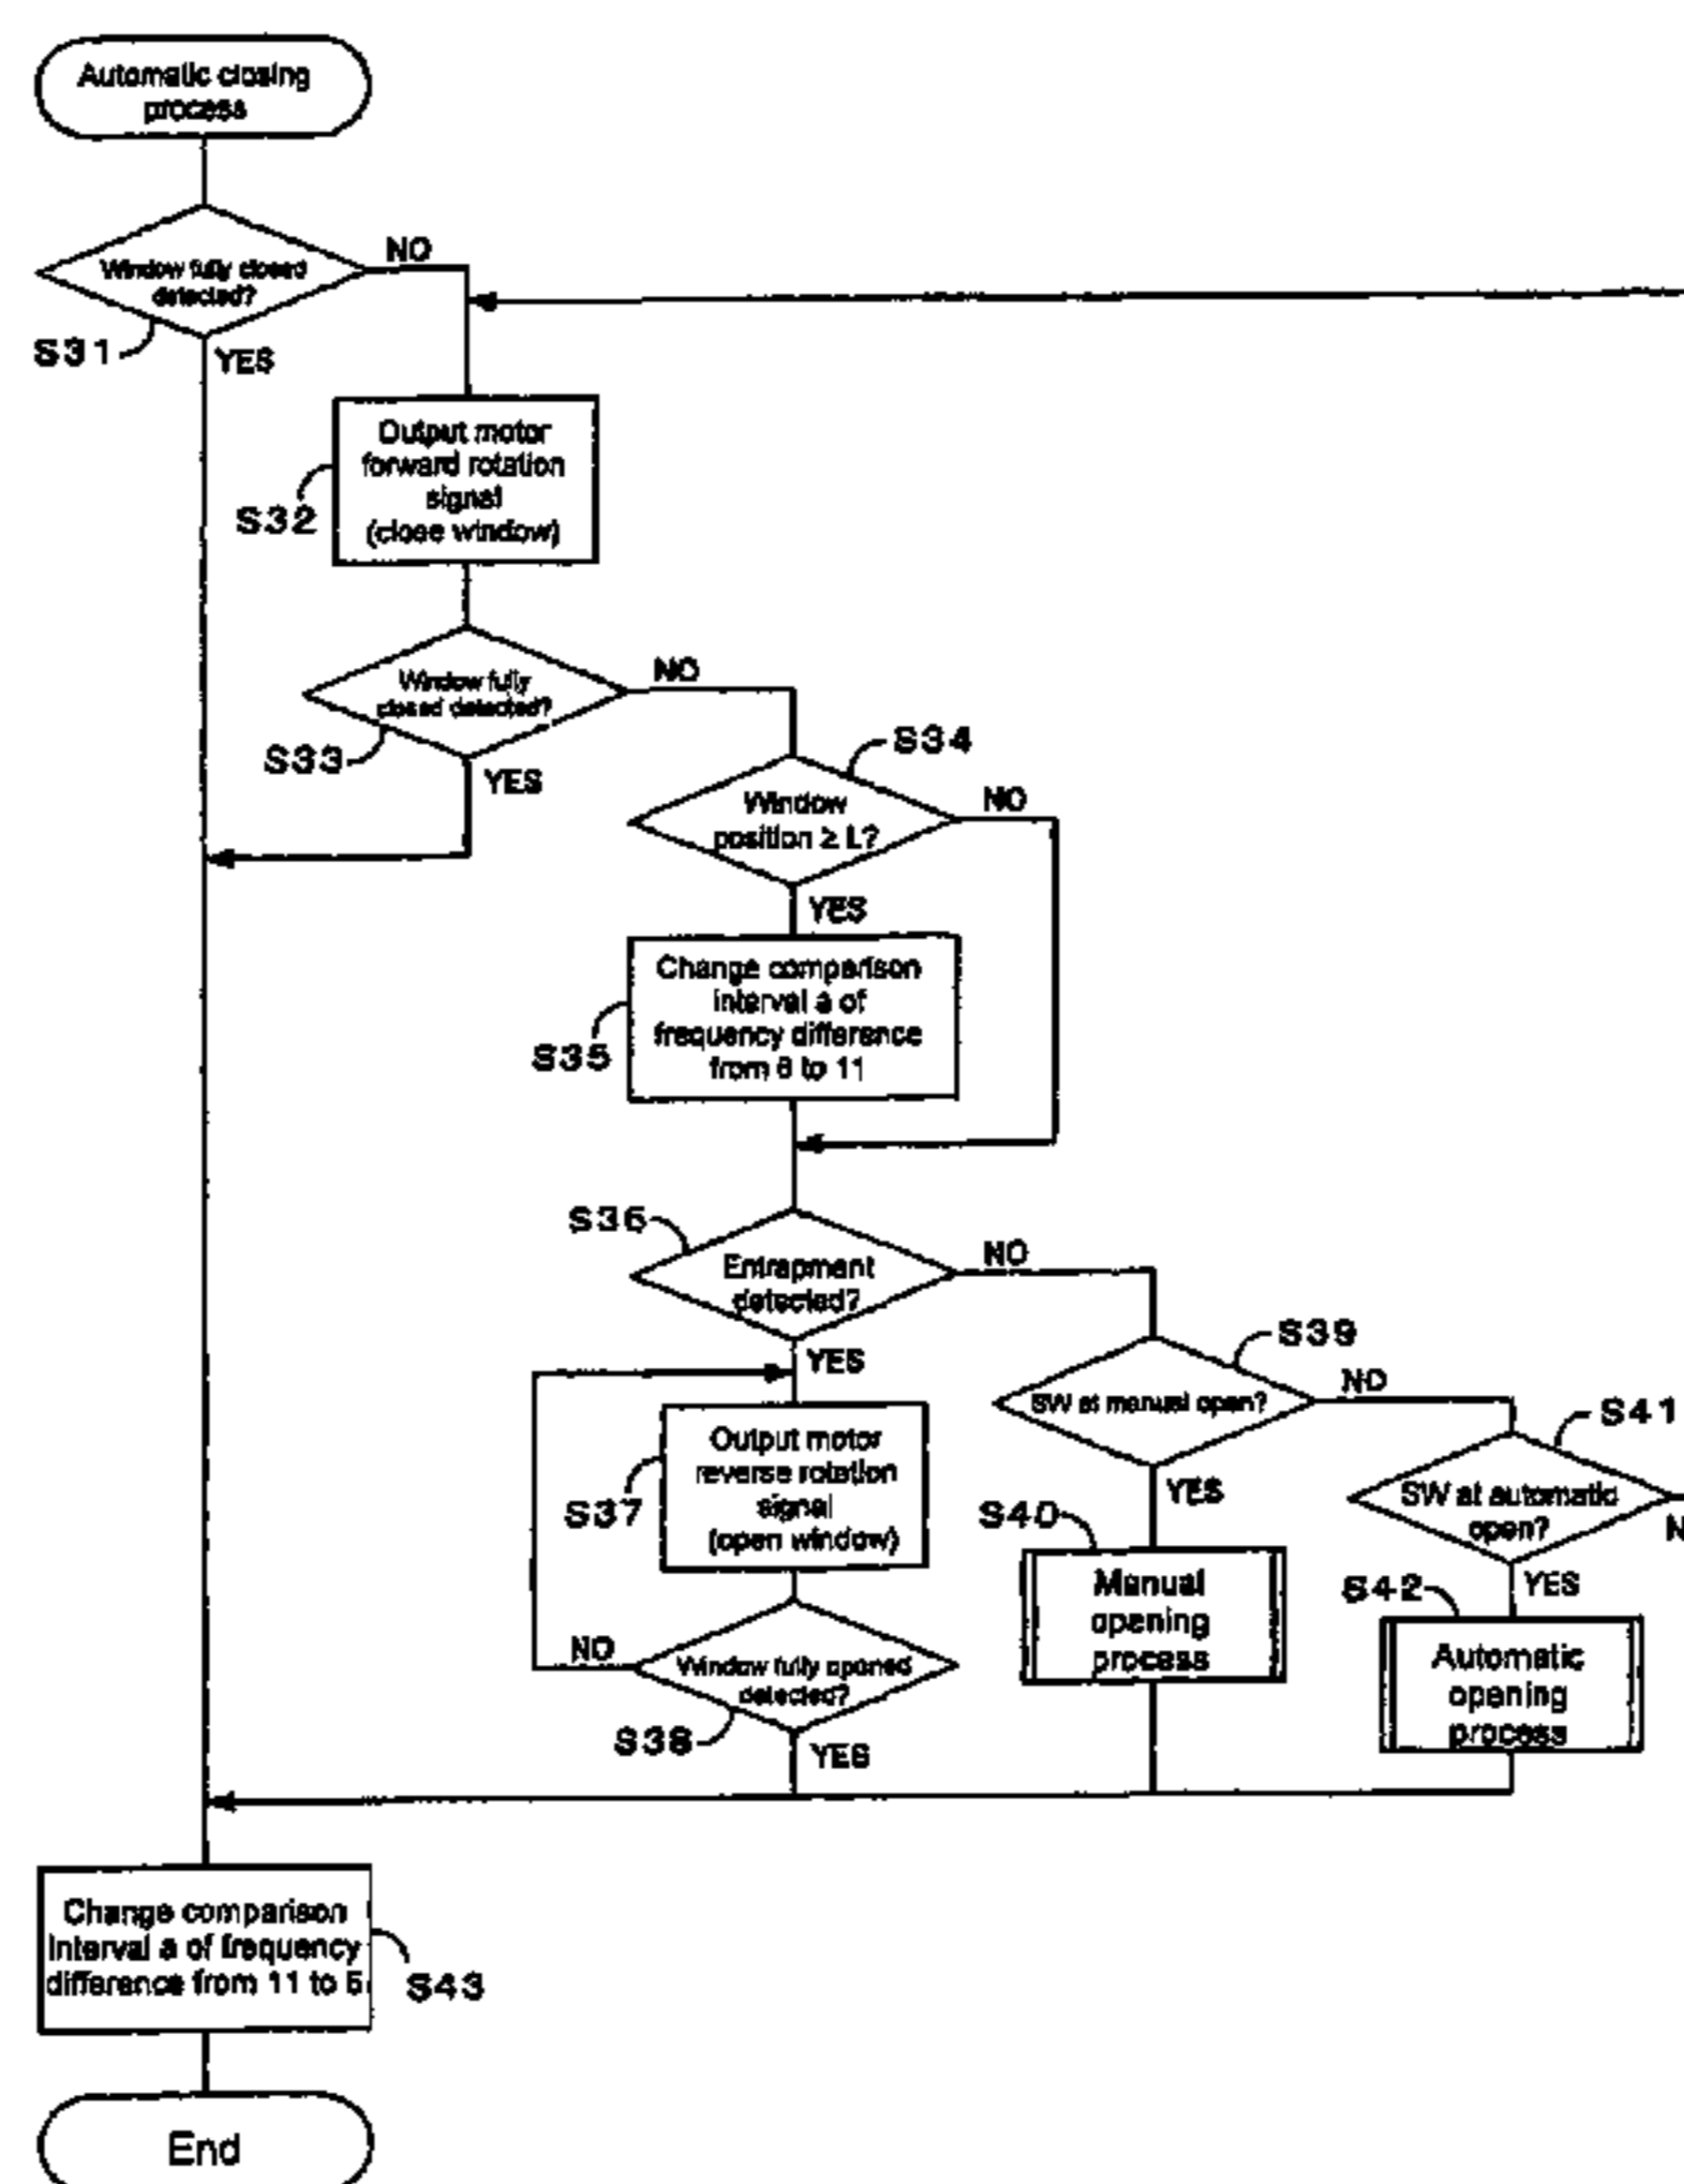 Automatic closing
process
NO
Window fully closed
detected?
S31
YES
Output motor
forward rotation
signal
(close window)
S32
NO
Window fully
closed detected?
S33
YES
S34
NO
Window
position ≥ L?
YES
Change comparison
interval a of
frequency difference
from 6 to 11
S35
S36
NO
Entrapment
detected?
YES
S39
NO
SW at manual open?
S41
Output motor
reverse rotation
signal
(open window)
S37
YES
SW at automatic
open?
N
S40
Manual
opening
process
S42
YES
Automatic
opening
process
NO
Window fully opened
detected?
S38
YES
Change comparison
interval a of frequency
difference from 11 to
S43
End